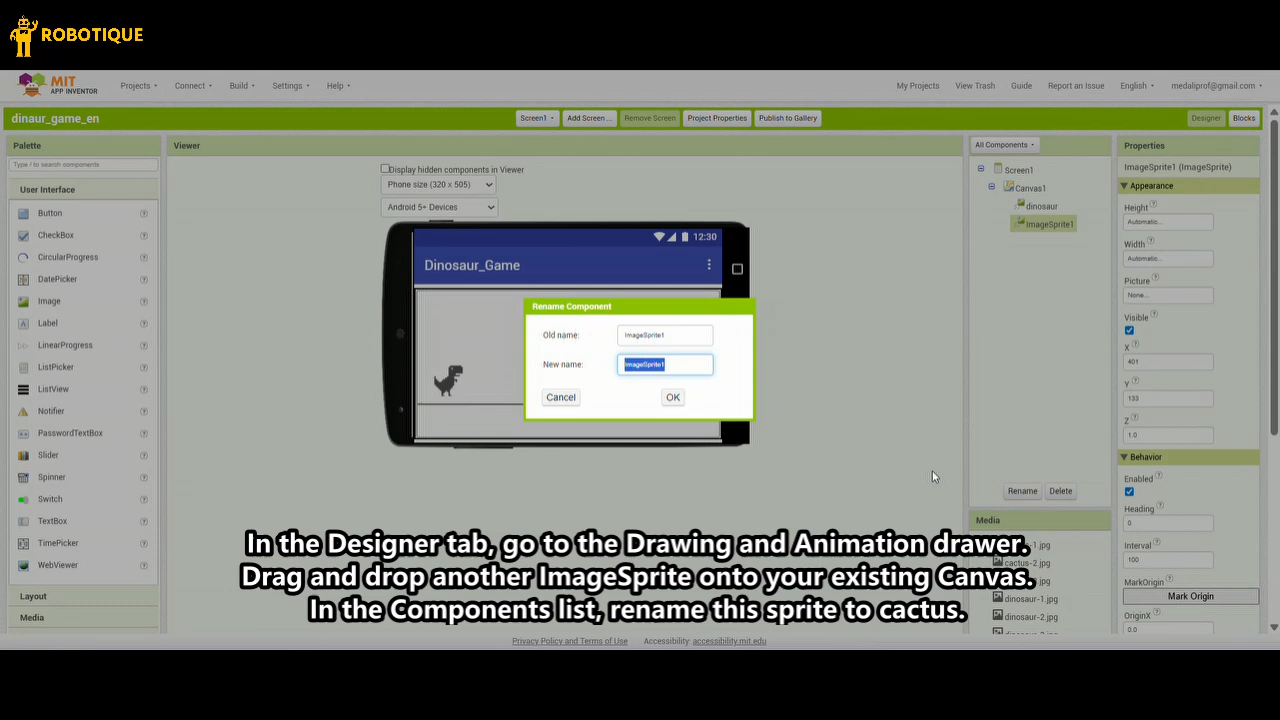 ROBOTIQUE
MIT
APP INVENTOR
Projects
Connect
Build
Settings
Help
My Projects
View Trash
Guide
Report an Issue
English
medaliprof@gmail.com
dinaur_game_en
Screen1
Add Screen ...
Remove Screen
Project Properties
Publish to Gallery
Designer
Blocks
Palette
Type / to search components
User Interface
Button
CheckBox
CircularProgress
DatePicker
Image
Label
LinearProgress
ListPicker
ListView
Notifier
PasswordTextBox
Slider
Spinner
Switch
TextBox
TimePicker
WebViewer
Layout
Media
Viewer
Display hidden components in Viewer
Phone size (320 x 505)
Android 5+ Devices
12:30
Dinosaur_Game
Rename Component
Old name:
ImageSprite1
New name:
ImageSprite1
Cancel
OK
All Components
Screen1
Canvas1
dinosaur
ImageSprite1
Rename
Delete
Media
cactus-2.jpg
dinosaur-1.jpg
dinosaur-2.jpg
Properties
ImageSprite1 (ImageSprite)
Appearance
Height
Automatic...
Width
Automatic...
Picture
None...
Visible
X
401
Y
133
Z
1.0
Behavior
Enabled
Heading
0
Interval
100
MarkOrigin
Mark Origin
OriginX
0.0
In the Designer tab, go to the Drawing and Animation drawer.
Drag and drop another ImageSprite onto your existing Canvas.
In the Components list, rename this sprite to cactus.
Privacy Policy and Terms of Use
Accessibility: accessibility.mit.edu